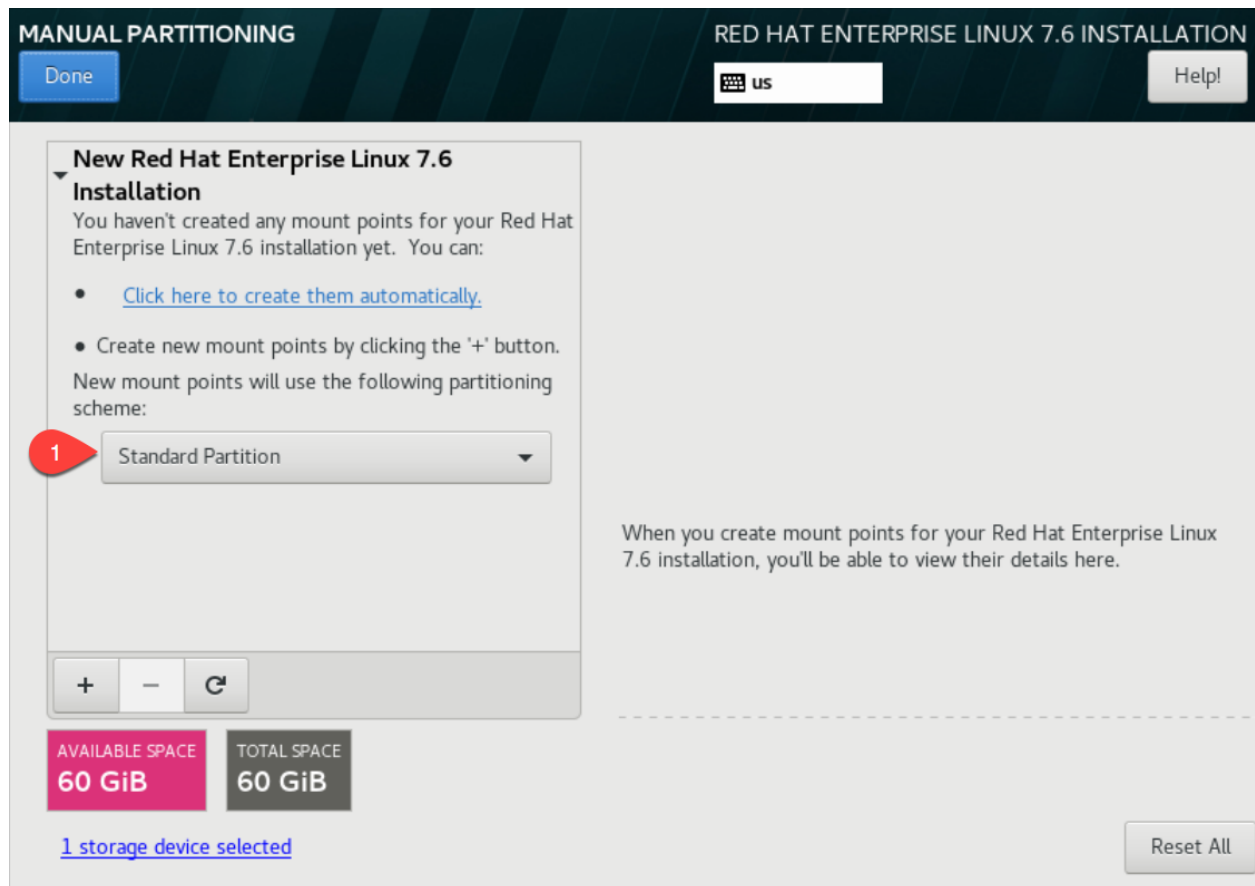 MANUAL PARTITIONING
RED HAT ENTERPRISE LINUX 7.6 INSTALLATION
Done
us
Help!
New Red Hat Enterprise Linux 7.6
Installation
You haven't created any mount points for your Red Hat
Enterprise Linux 7.6 installation yet.  You can:
• Click here to create them automatically.
• Create new mount points by clicking the '+' button.
New mount points will use the following partitioning
scheme:
1
Standard Partition
When you create mount points for your Red Hat Enterprise Linux
7.6 installation, you'll be able to view their details here.
+ −
AVAILABLE SPACE
60 GiB
TOTAL SPACE
60 GiB
1 storage device selected
Reset All